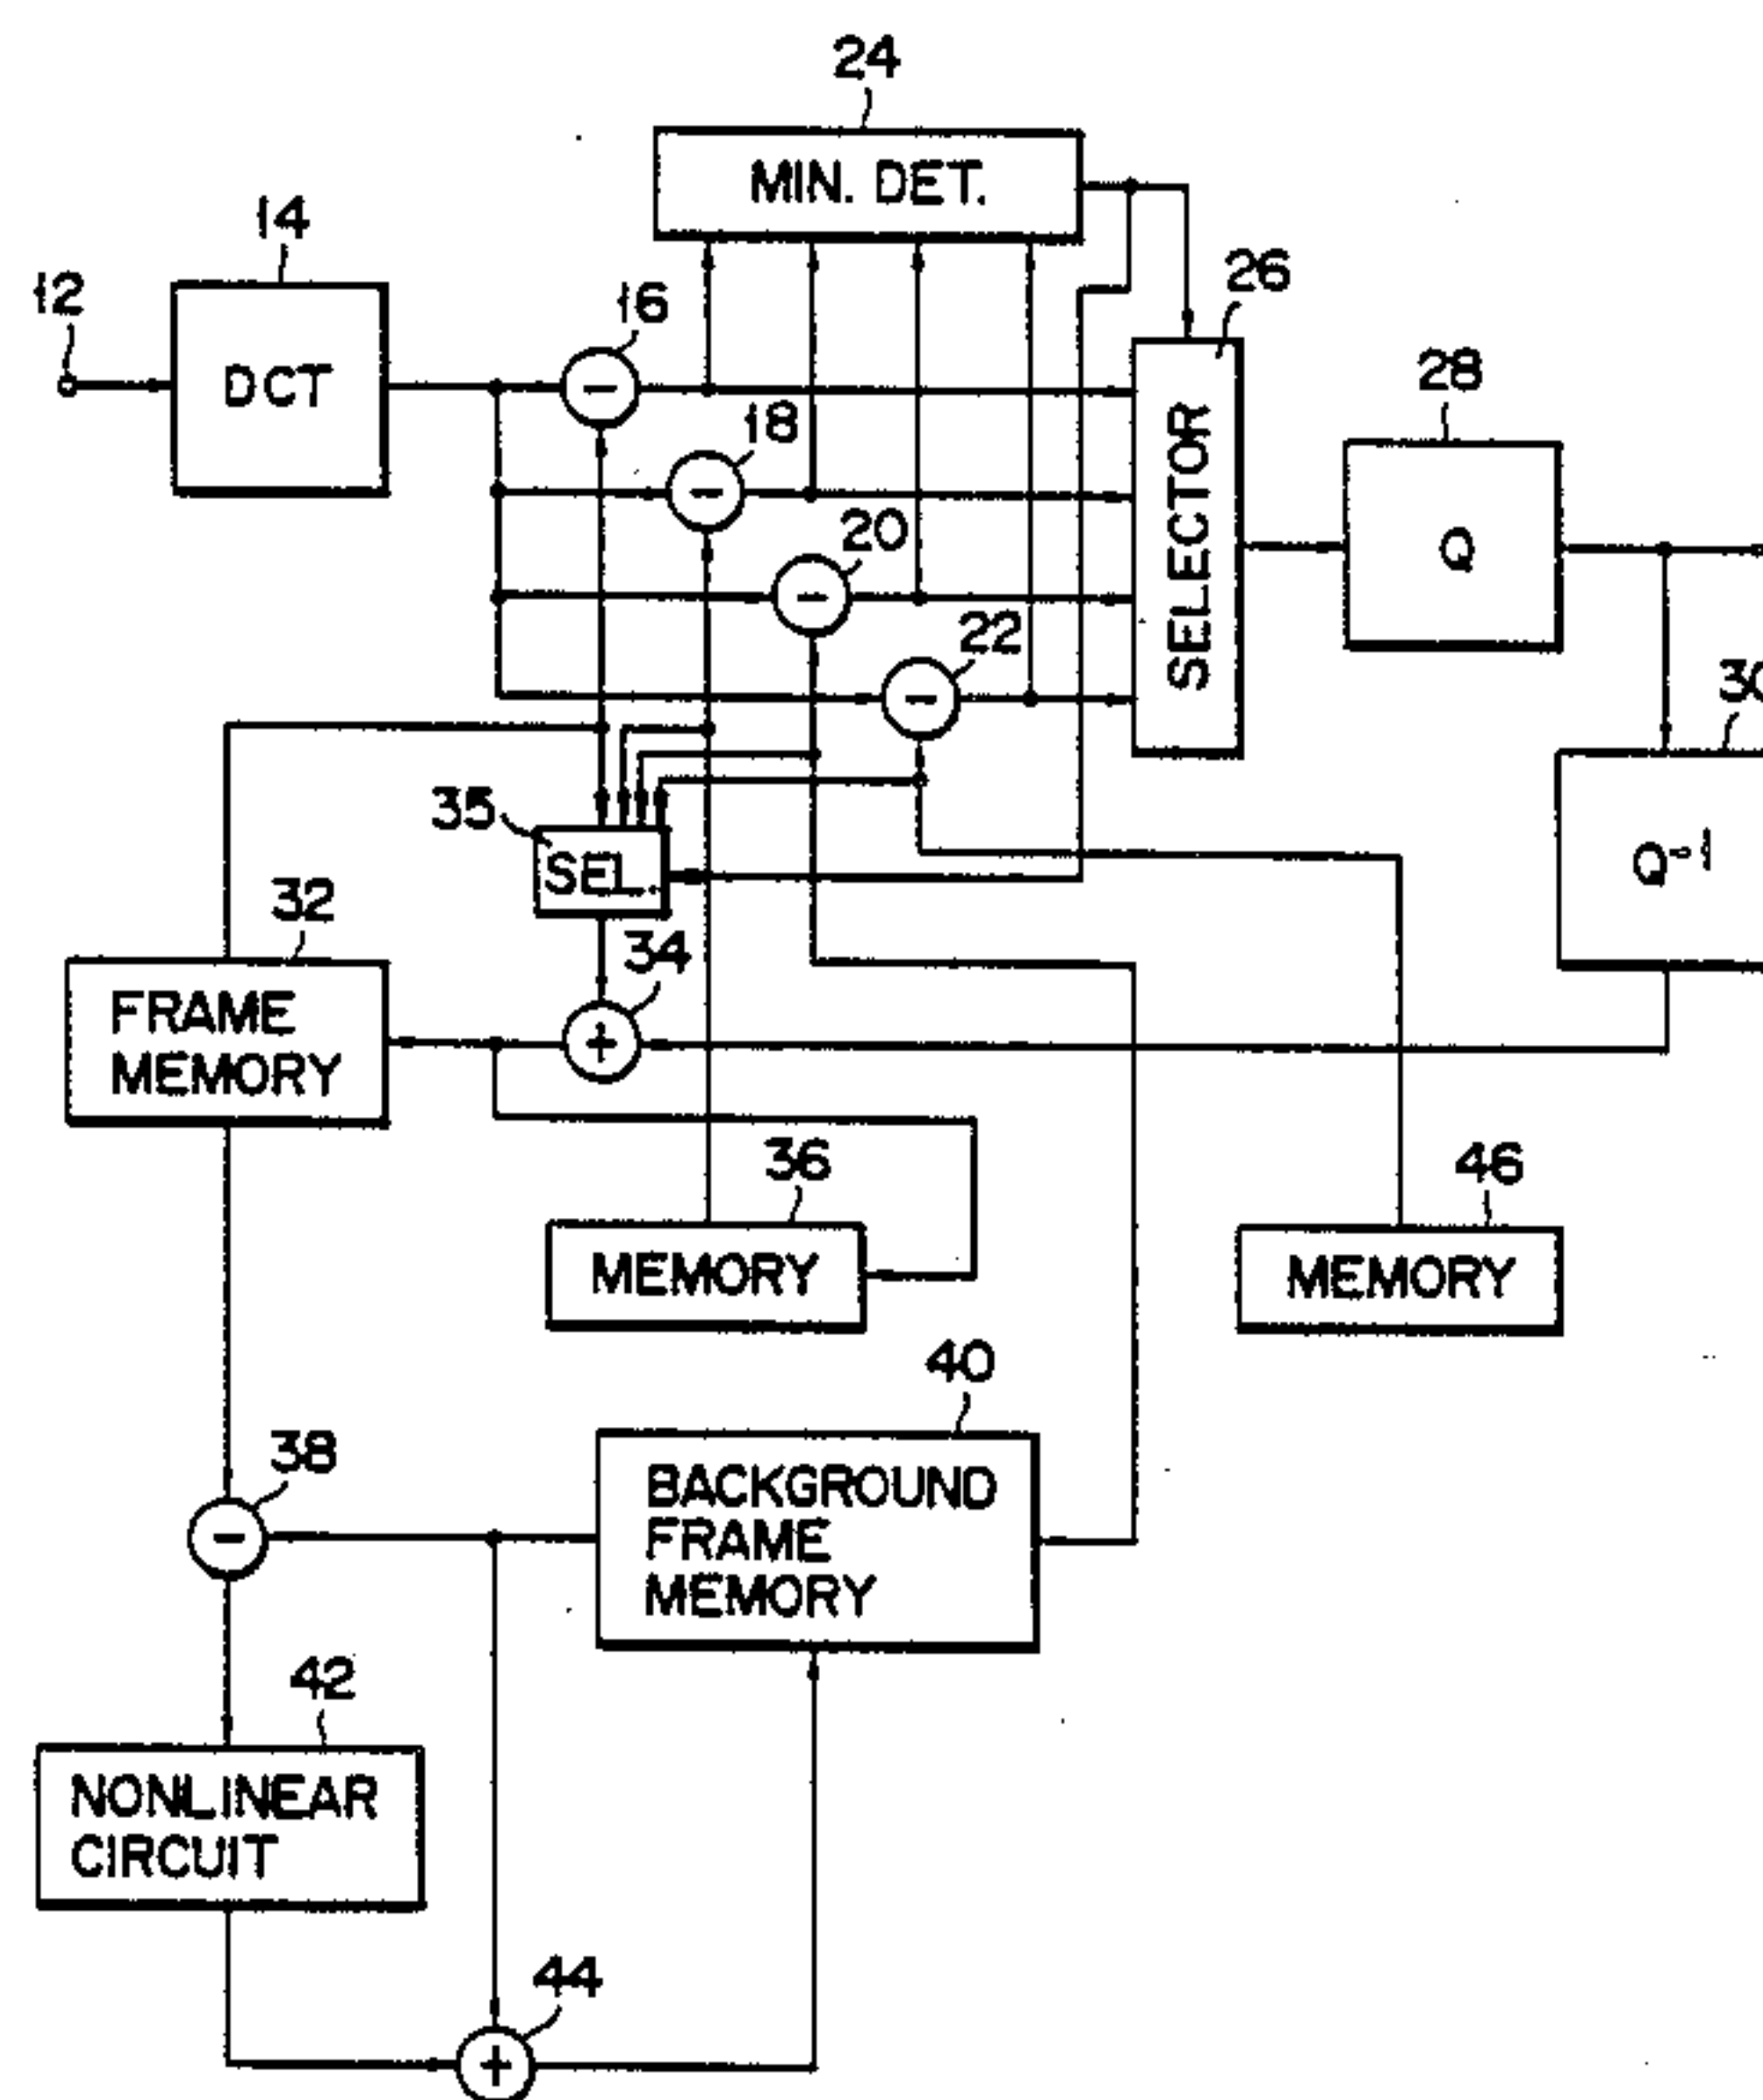 24
MIN. DET.
14
12
DCT
16
26
18
28
SELECTOR
Q
20
22
30
Q-1
35
SEL.
32
34
FRAME
MEMORY
36
MEMORY
46
MEMORY
40
38
BACKGROUND
FRAME
MEMORY
42
NONLINEAR
CIRCUIT
44